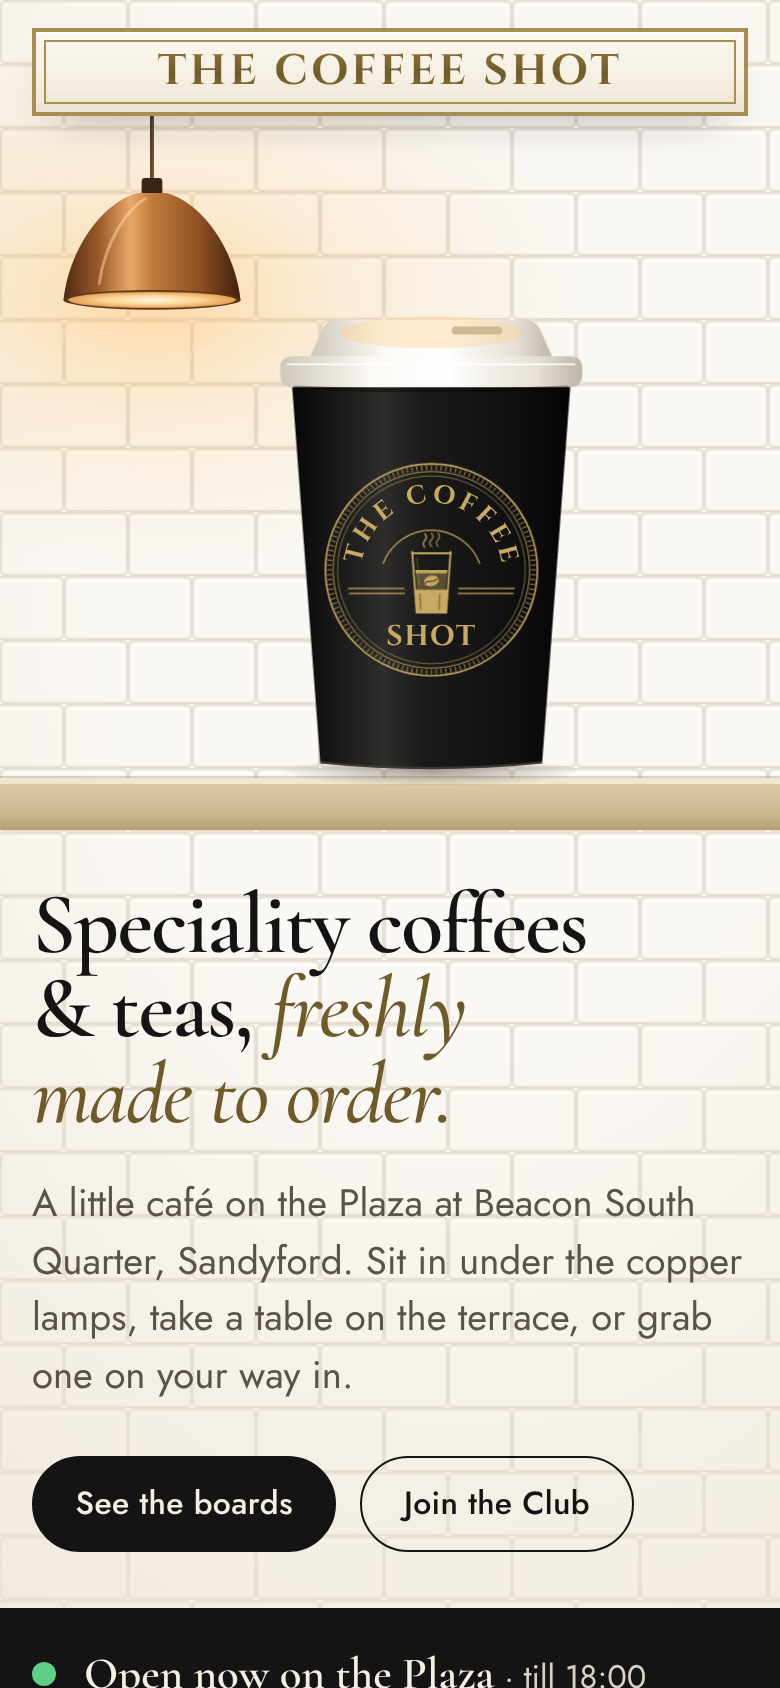 THE COFFEE SHOT
THE COFFEE
SHOT
Speciality coffees
& teas, freshly
made to order.
A little café on the Plaza at Beacon South
Quarter, Sandyford. Sit in under the copper
lamps, take a table on the terrace, or grab
one on your way in.
See the boards
Join the Club
Open now on the Plaza · till 18:00